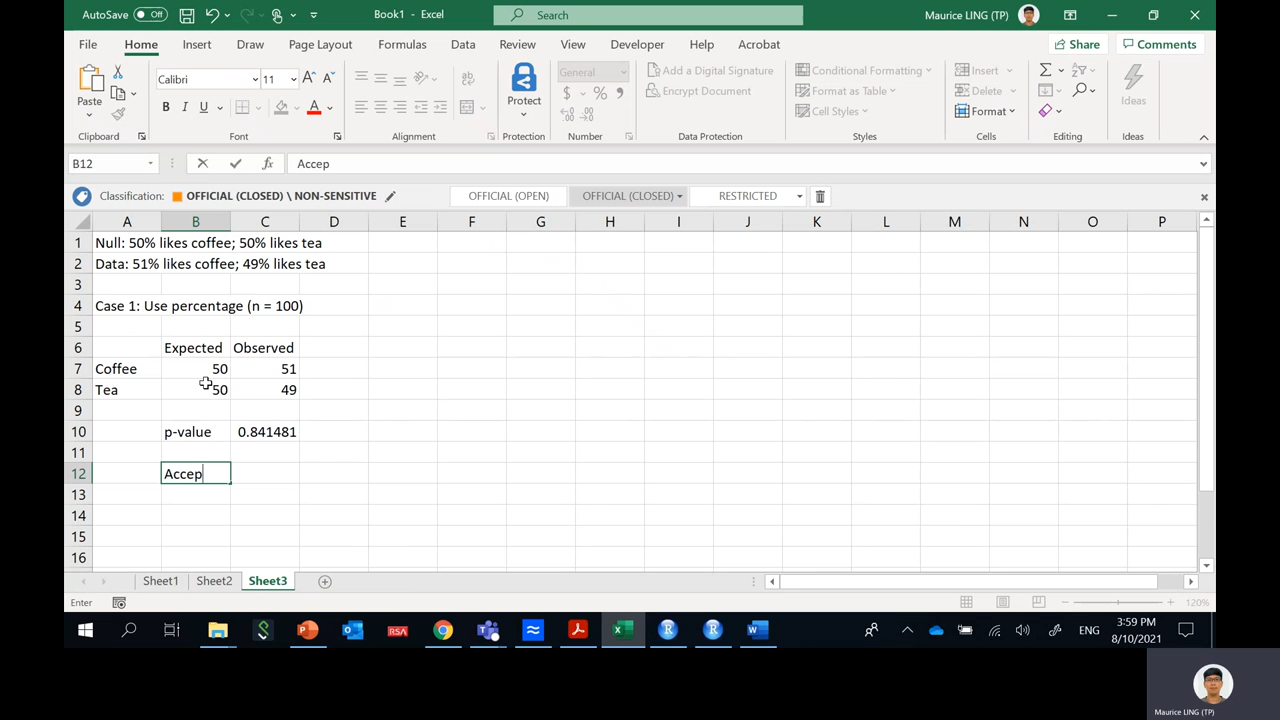 AutoSave Off Book1 - Excel Search Maurice LING (TP)
File Home Insert Draw Page Layout Formulas Data Review View Developer Help Acrobat Share Comments
Paste Calibri 11 A A General Add a Digital Signature Conditional Formatting Insert
B I U A Protect Encrypt Document Format as Table Delete Ideas
$ % Cell Styles Format
Clipboard Font Alignment Protection Number Data Protection Styles Cells Editing Ideas
B12 fx Accep
Classification: OFFICIAL (CLOSED) \ NON-SENSITIVE OFFICIAL (OPEN) OFFICIAL (CLOSED) RESTRICTED
A B C D E F G H I J K L M N O P
1 Null: 50% likes coffee; 50% likes tea
2 Data: 51% likes coffee; 49% likes tea
3
4 Case 1: Use percentage (n = 100)
5
6 Expected Observed
7 Coffee 50 51
8 Tea 50 49
9
10 p-value 0.841481
11
12 Accep
13
14
15
16
Sheet1 Sheet2 Sheet3
Enter 120%
RSA ENG 3:59 PM
8/10/2021
Maurice LING (TP)